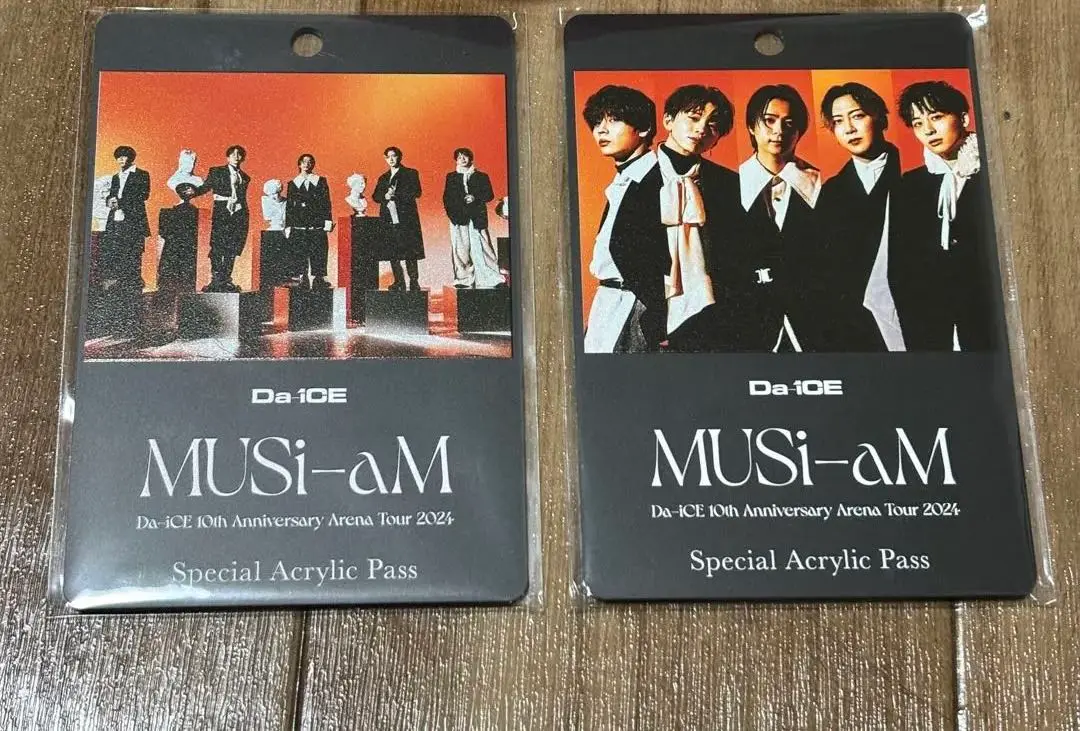 Da-iCE
MUSi-aM
Da-iCE 10th Anniversary Arena Tour 2024
Special Acrylic Pass
Da-iCE
MUSi-aM
Da-iCE 10th Anniversary Arena Tour 2024
Special Acrylic Pass